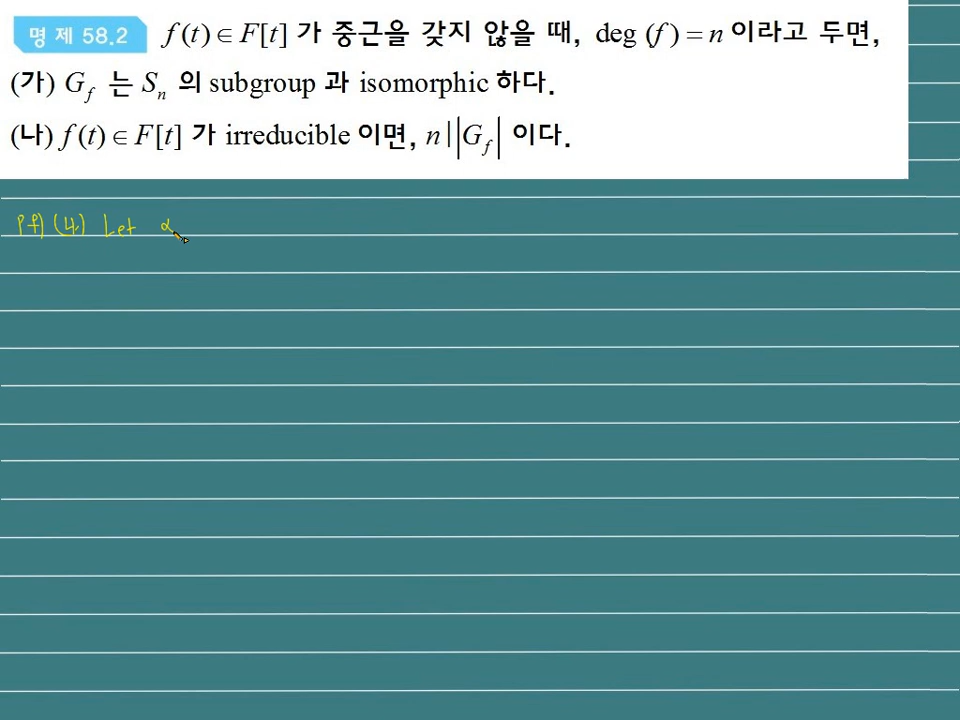 명제 58.2 f(t) ∈ F[t] 가 중근을 갖지 않을 때, deg (f) = n 이라고 두면,
(가) G_f 는 S_n 의 subgroup 과 isomorphic 하다.
(나) f(t) ∈ F[t] 가 irreducible 이면, n | |G_f| 이다.
pf) (나) Let α